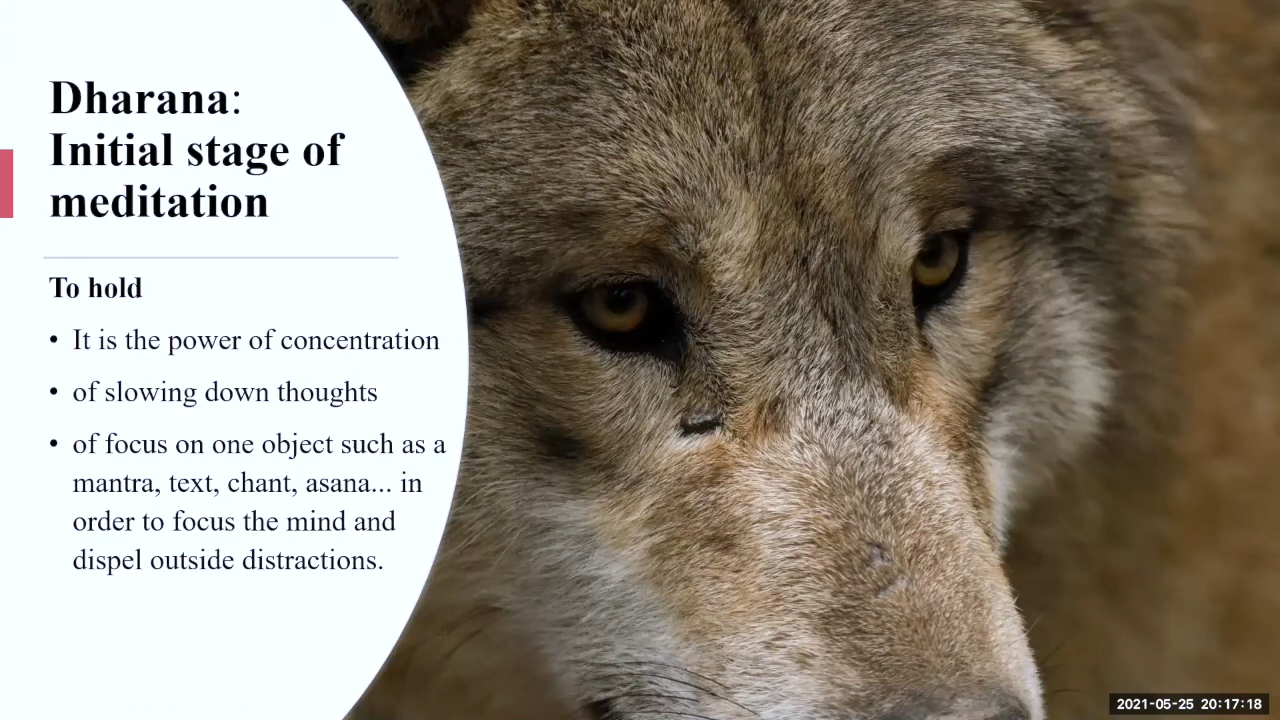 Dharana:
Initial stage of
meditation
To hold
• It is the power of concentration
• of slowing down thoughts
• of focus on one object such as a
mantra, text, chant, asana... in
order to focus the mind and
dispel outside distractions.
2021-05-25 20:17:18